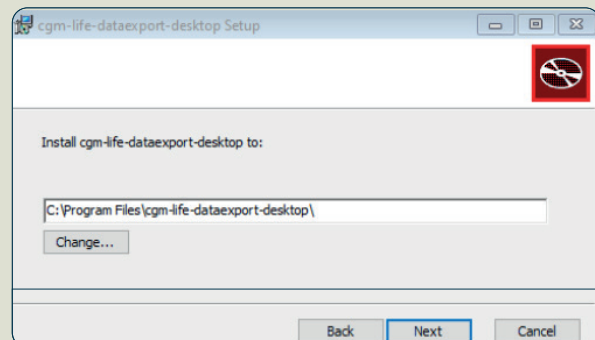 cgm-life-dataexport-desktop Setup
Install cgm-life-dataexport-desktop to:
C:\Program Files\cgm-life-dataexport-desktop\
Change...
Back Next Cancel